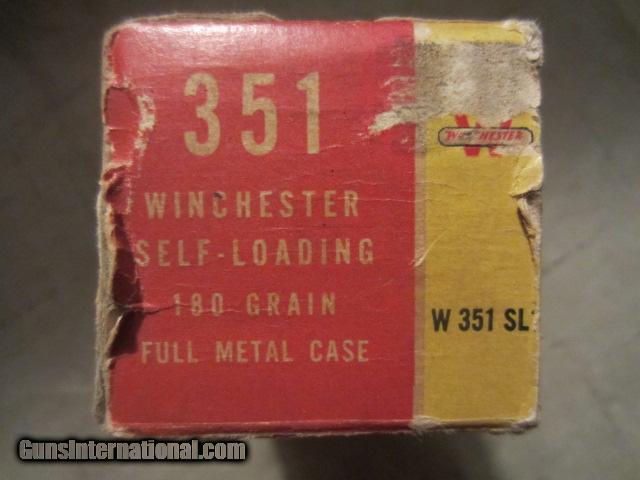 351
WINCHESTER
SELF-LOADING
180 GRAIN
FULL METAL CASE
WINCHESTER
W 351 SL
GunsInternational.com